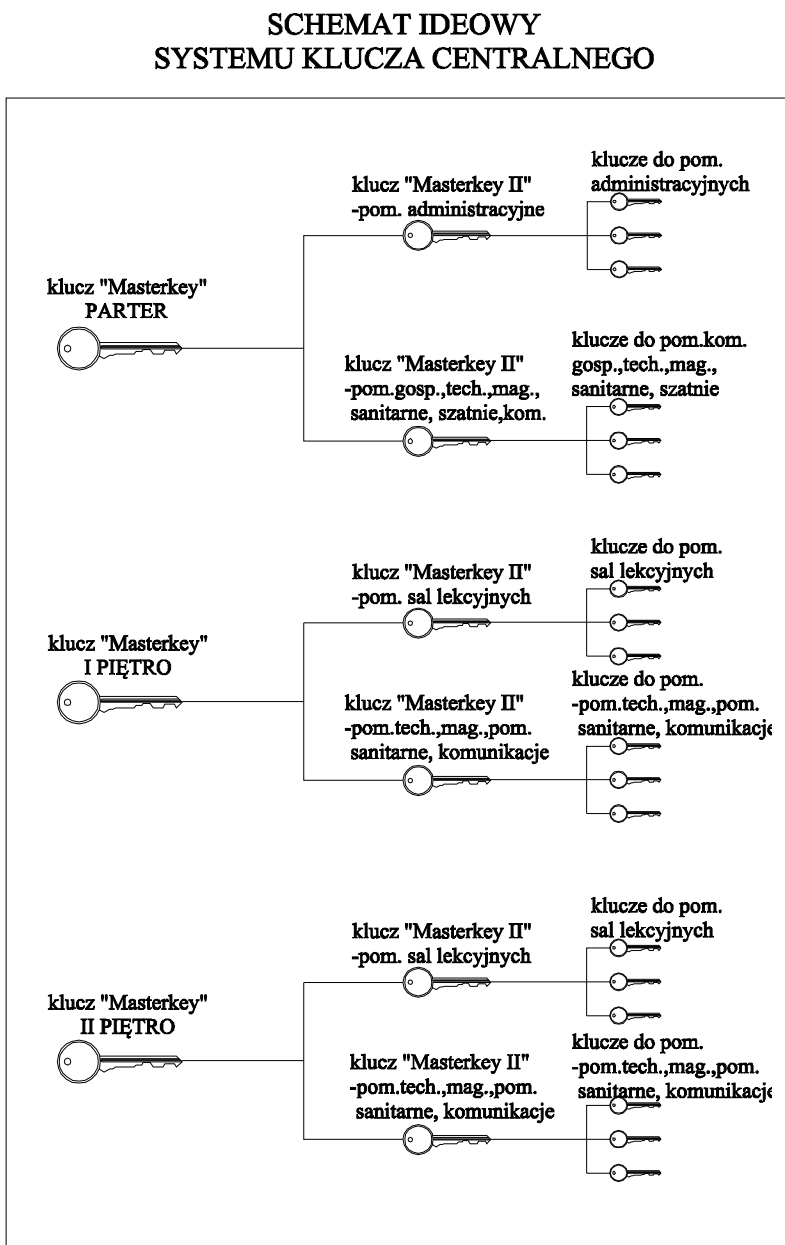 SCHEMAT IDEOWY
SYSTEMU KLUCZA CENTRALNEGO
klucz "Masterkey"
PARTER
klucz "Masterkey II"
-pom. administracyjne
klucze do pom.
administracyjnych
klucz "Masterkey II"
-pom.gosp.,tech.,mag.,
sanitarne, szatnie,kom.
klucze do pom.kom.
gosp.,tech.,mag.,
sanitarne, szatnie
klucz "Masterkey"
I PIĘTRO
klucz "Masterkey II"
-pom. sal lekcyjnych
klucze do pom.
sal lekcyjnych
klucz "Masterkey II"
-pom.tech.,mag.,pom.
sanitarne, komunikacje
klucze do pom.
-pom.tech.,mag.,pom.
sanitarne, komunikacje
klucz "Masterkey"
II PIĘTRO
klucz "Masterkey II"
-pom. sal lekcyjnych
klucze do pom.
sal lekcyjnych
klucz "Masterkey II"
-pom.tech.,mag.,pom.
sanitarne, komunikacje
klucze do pom.
-pom.tech.,mag.,pom.
sanitarne, komunikacje